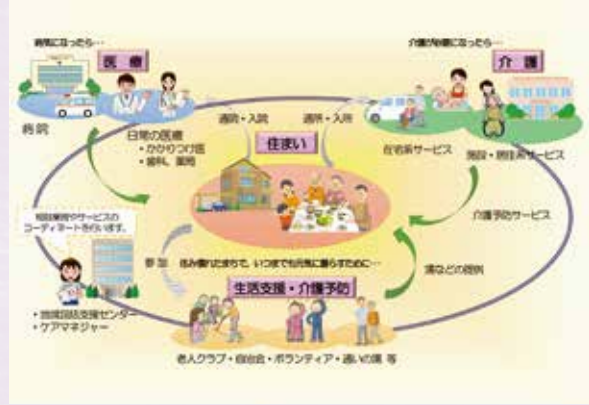 病気になったら…
医療
病院
日常の医療
・かかりつけ医
・歯科、薬局
通院・入院
通所・入所
住まい
介護が必要になったら…
介護
在宅系サービス
施設・居住系サービス
介護予防サービス
相談業務やサービスの
コーディネートを行います。
・地域包括支援センター
・ケアマネジャー
参加
住み慣れたまちで、いつまでも元気に暮らすために…
生活支援・介護予防
場などの提供
老人クラブ・自治会・ボランティア・通いの場 等